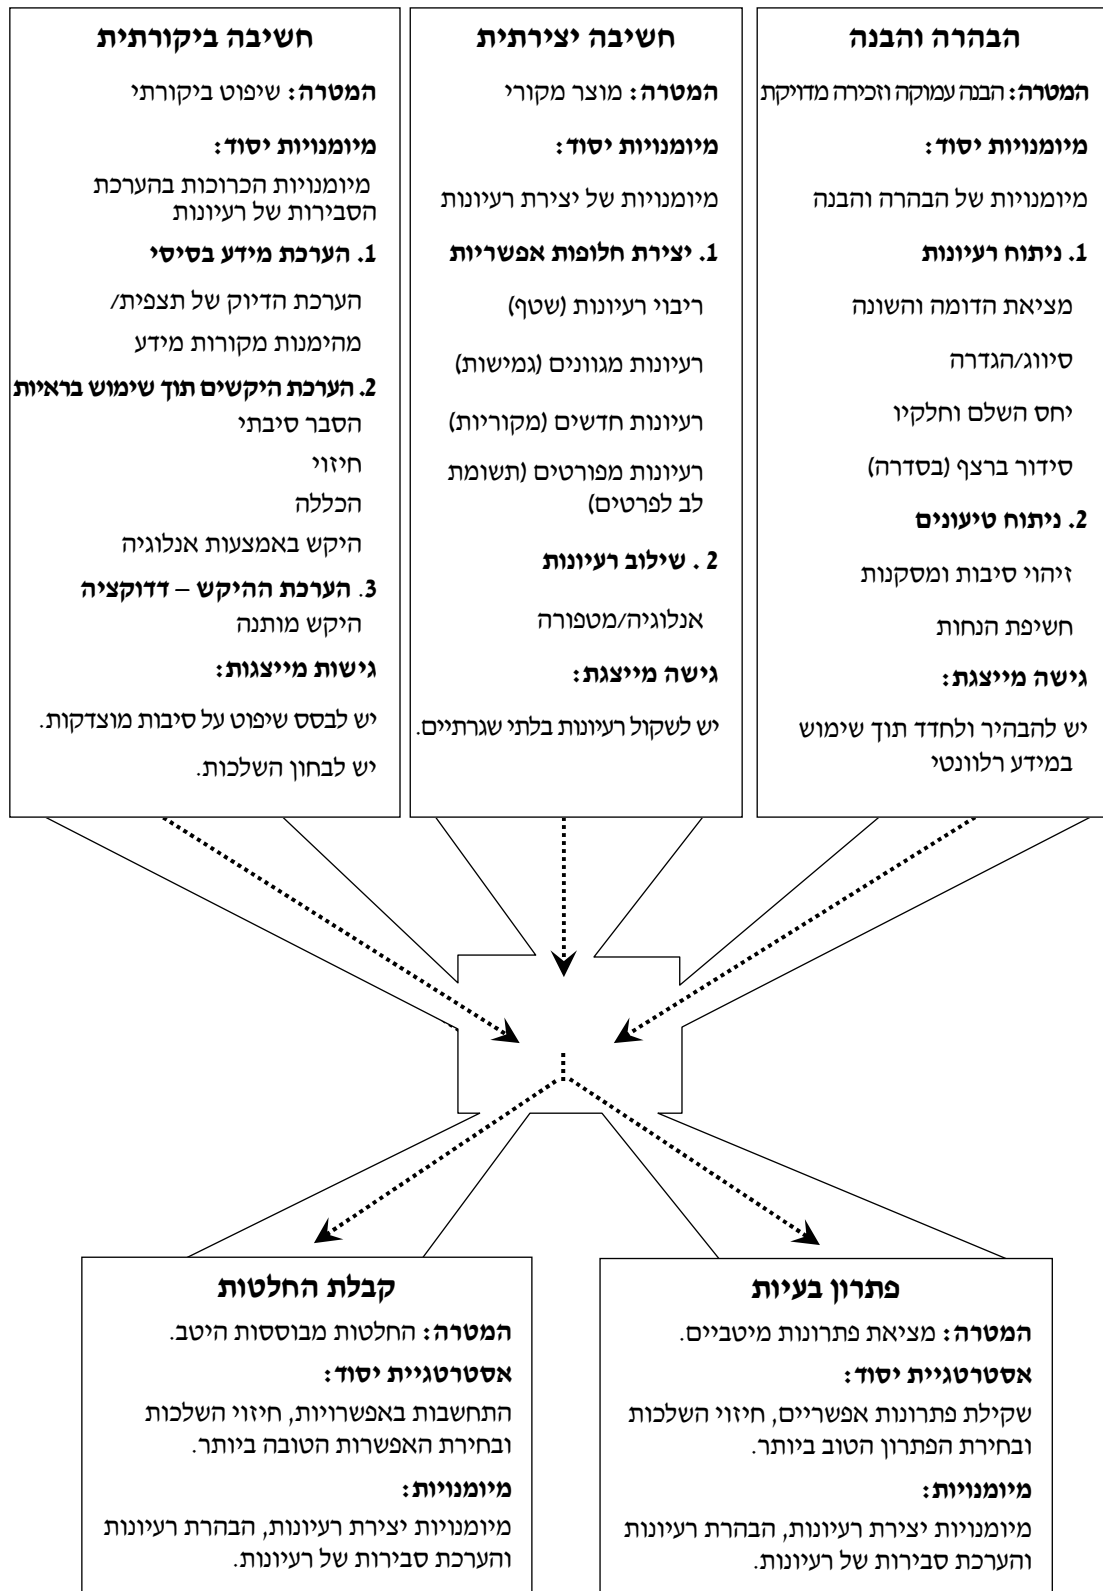 הבהרה והבנה
המטרה: הבנה עמוקה וזכירה מדויקת
מיומנויות יסוד:
מיומנויות של הבהרה והבנה
1. ניתוח רעיונות
מציאת הדומה והשונה
סיווג/הגדרה
יחס השלם וחלקיו
סידור ברצף (בסדרה)
2. ניתוח טיעונים
זיהוי סיבות ומסקנות
חשיפת הנחות
גישה מייצגת:
יש להבהיר ולחדד תוך שימוש
במידע רלוונטי
חשיבה יצירתית
המטרה: מוצר מקורי
מיומנויות יסוד:
מיומנויות של יצירת רעיונות
1. יצירת חלופות אפשריות
ריבוי רעיונות (שטף)
רעיונות מגוונים (גמישות)
רעיונות חדשים (מקוריות)
רעיונות מפורטים (תשומת
לב לפרטים)
2 . שילוב רעיונות
אנלוגיה/מטפורה
גישה מייצגת:
יש לשקול רעיונות בלתי שגרתיים.
חשיבה ביקורתית
המטרה: שיפוט ביקורתי
מיומנויות יסוד:
מיומנויות הכרוכות בהערכת
הסבירות של רעיונות
1. הערכת מידע בסיסי
הערכת הדיוק של תצפית/
מהימנות מקורות מידע
2. הערכת היקשים תוך שימוש בראיות
הסבר סיבתי
חיזוי
הכללה
היקש באמצעות אנלוגיה
3. הערכת ההיקש – דדוקציה
היקש מותנה
גישות מייצגות:
יש לבסס שיפוט על סיבות מוצדקות.
יש לבחון השלכות.
פתרון בעיות
המטרה: מציאת פתרונות מיטביים.
אסטרטגיית יסוד:
שקילת פתרונות אפשריים, חיזוי השלכות
ובחירת הפתרון הטוב ביותר.
מיומנויות:
מיומנויות יצירת רעיונות, הבהרת רעיונות
והערכת סבירות של רעיונות.
קבלת החלטות
המטרה: החלטות מבוססות היטב.
אסטרטגיית יסוד:
התחשבות באפשרויות, חיזוי השלכות
ובחירת האפשרות הטובה ביותר.
מיומנויות:
מיומנויות יצירת רעיונות, הבהרת רעיונות
והערכת סבירות של רעיונות.